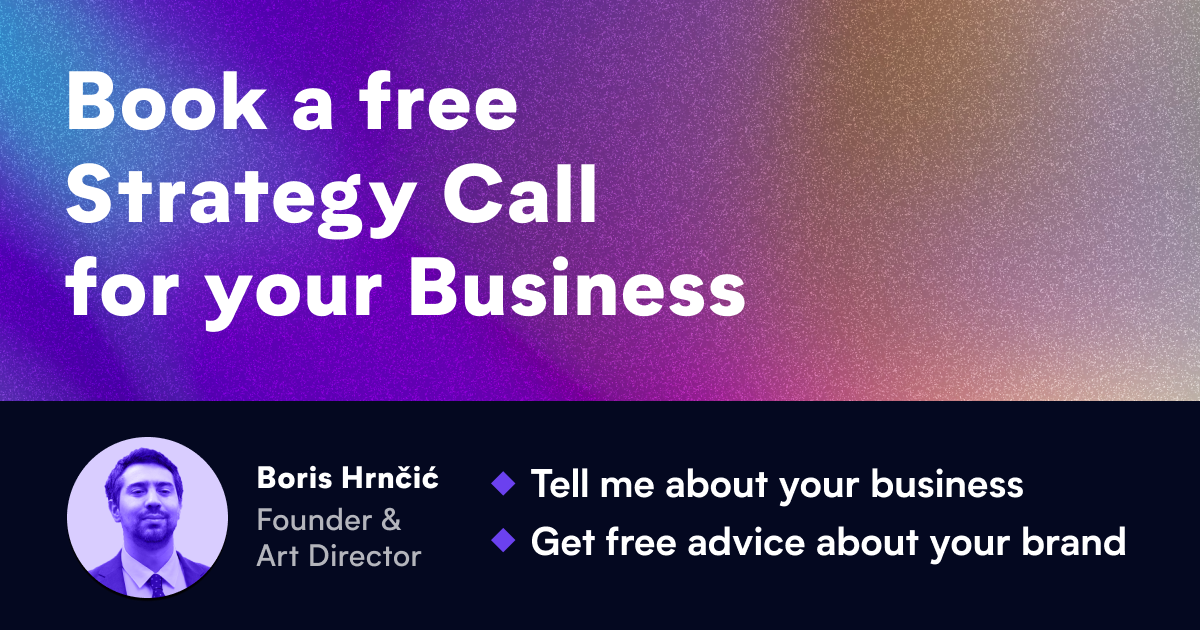 Book a free
Strategy Call
for your Business
Boris Hrnčić
Founder &
Art Director
Tell me about your business
Get free advice about your brand